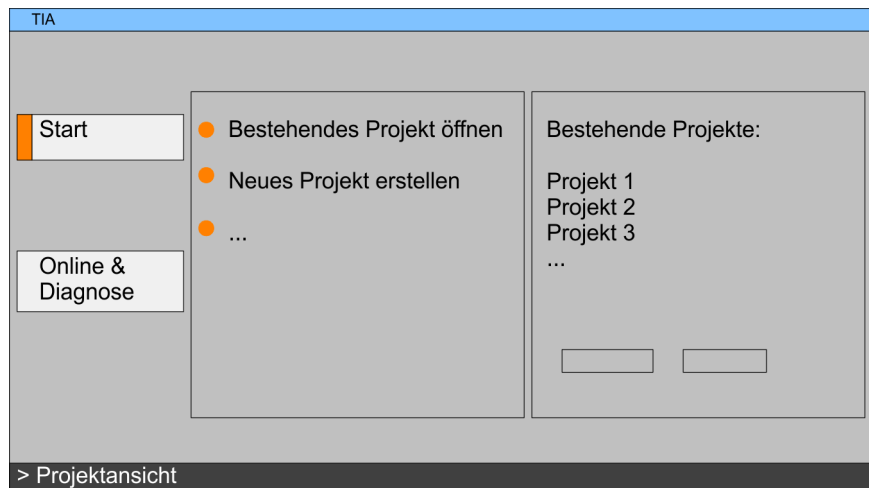 TIA
Start
Online &
Diagnose
Bestehendes Projekt öffnen
Neues Projekt erstellen
...
Bestehende Projekte:
Projekt 1
Projekt 2
Projekt 3
...
> Projektansicht